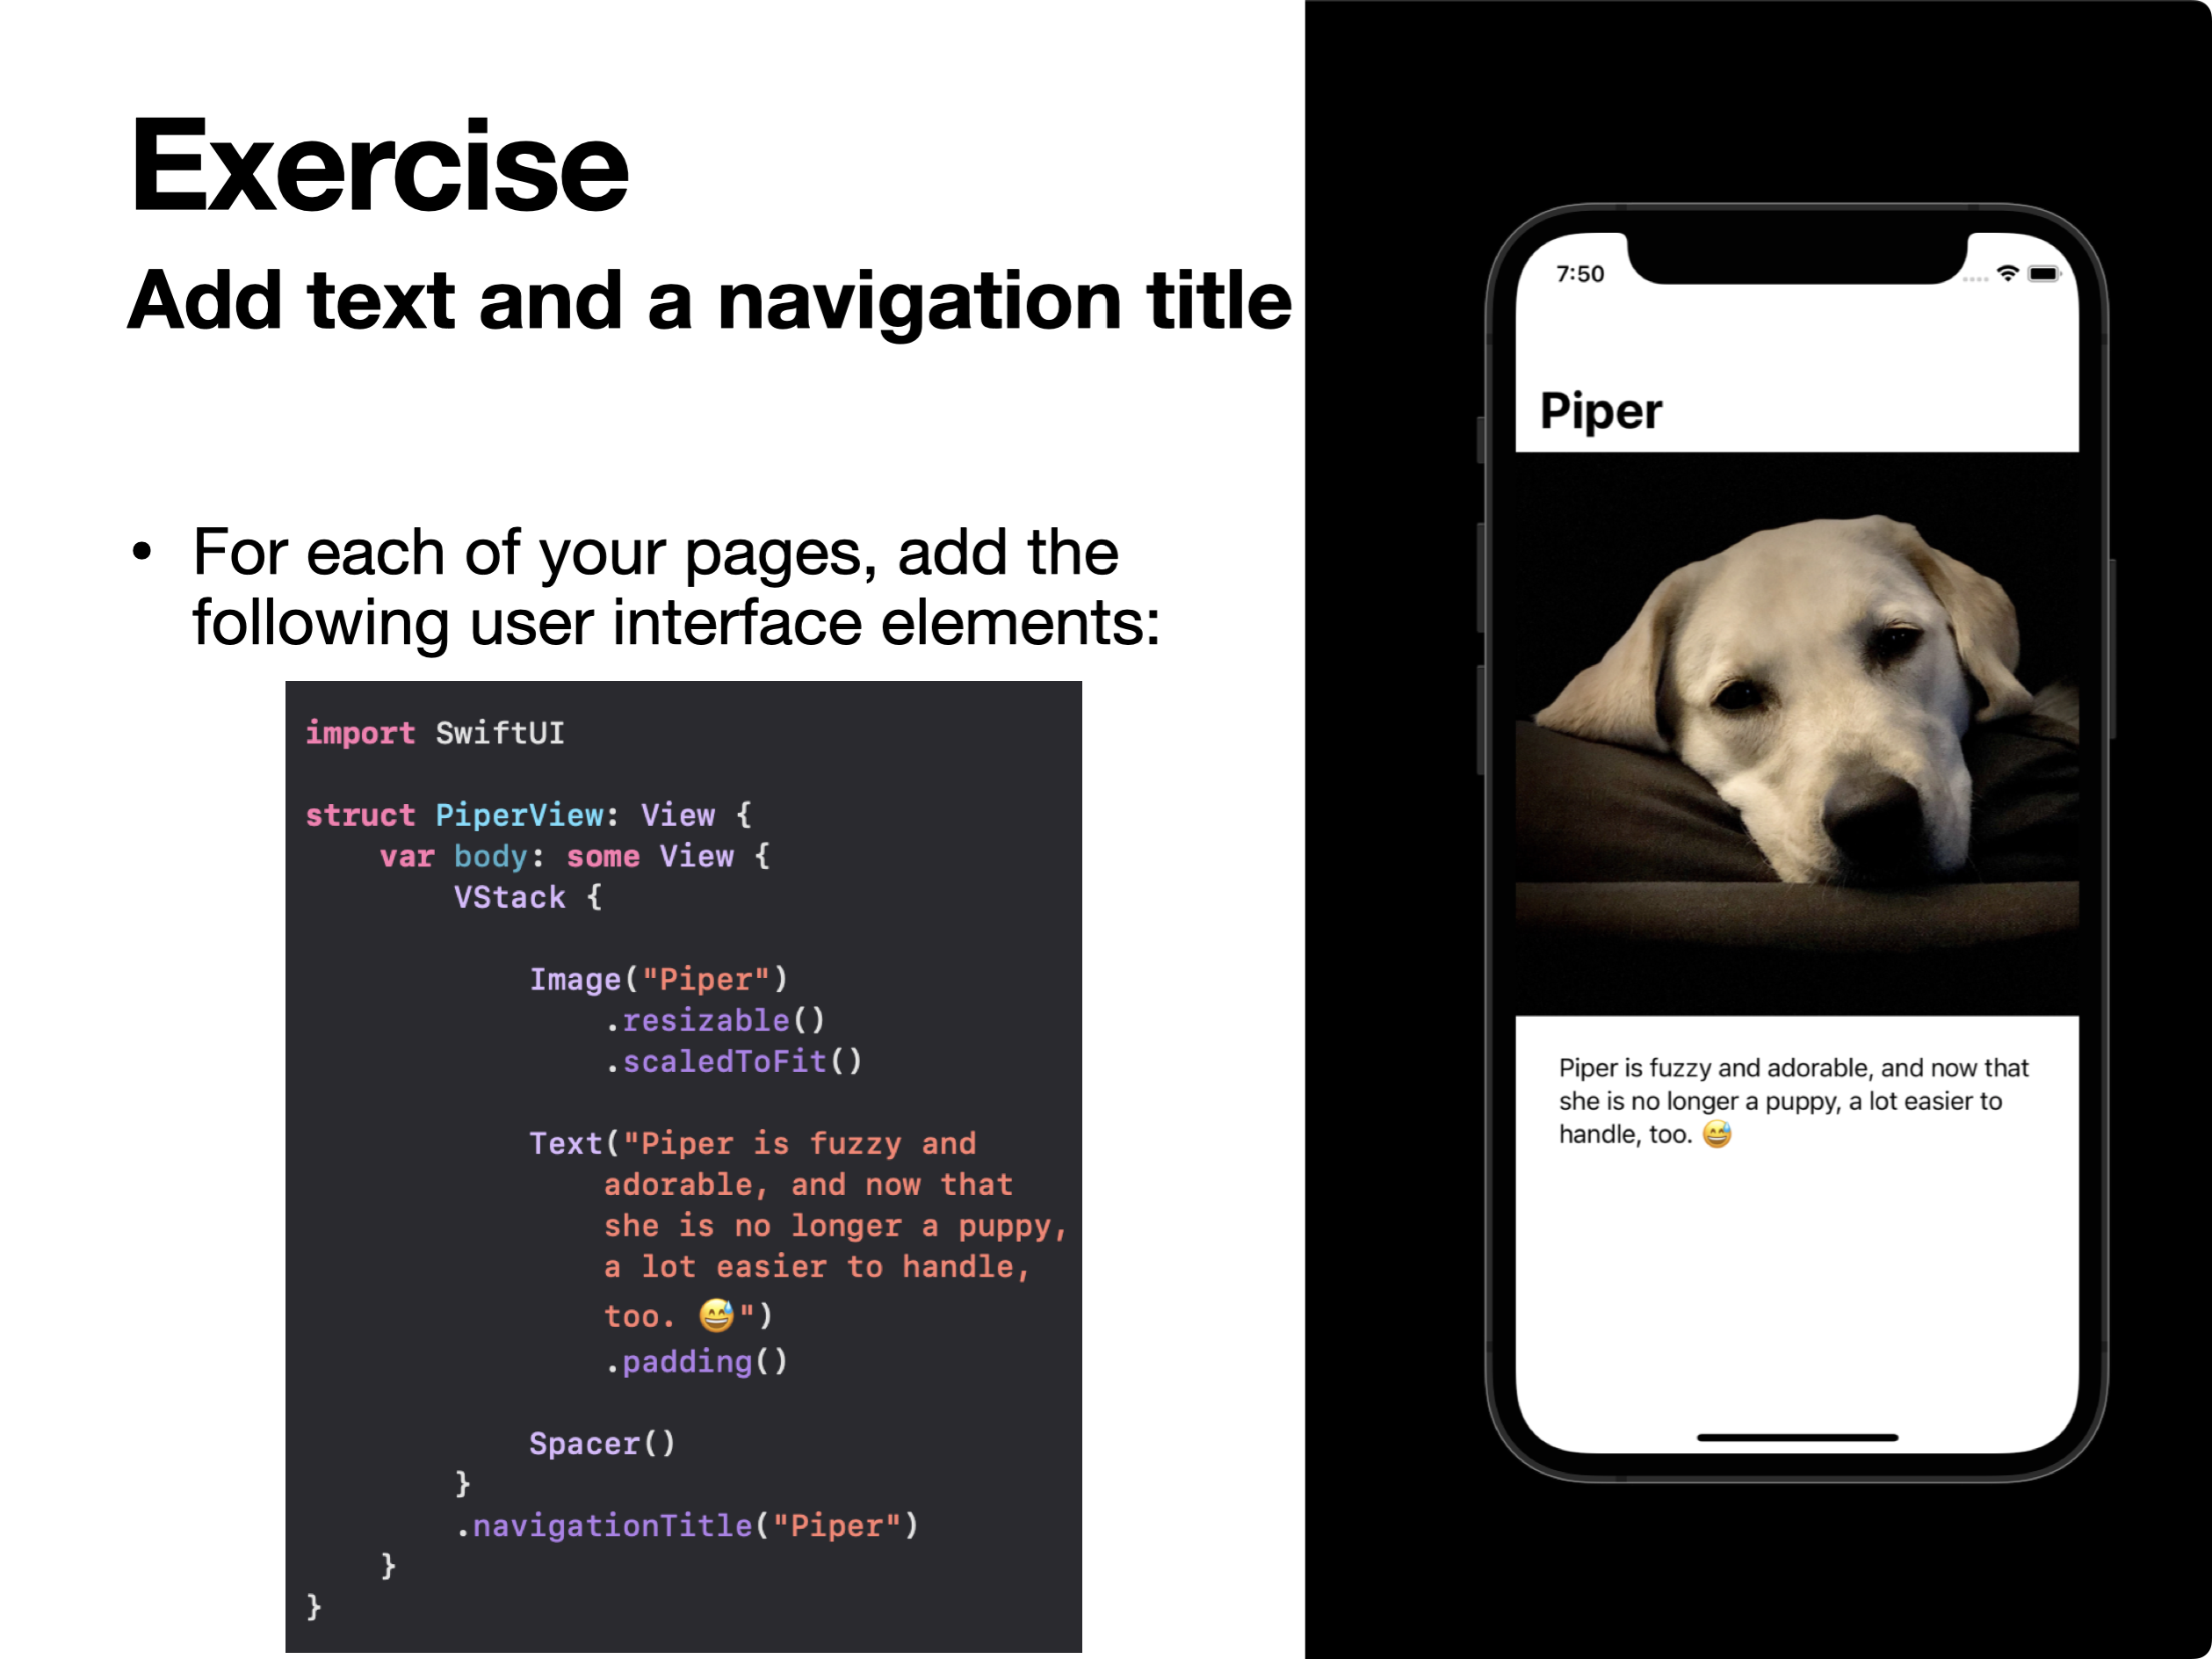 Exercise
Add text and a navigation title
• For each of your pages, add the
following user interface elements:
import SwiftUI
struct PiperView: View {
var body: some View {
VStack {
Image("Piper")
.resizable()
.scaledToFit()
Text("Piper is fuzzy and
adorable, and now that
she is no longer a puppy,
a lot easier to handle,
too. 😅")
.padding()
Spacer()
}
.navigationTitle("Piper")
}
}
7:50
Piper
Piper is fuzzy and adorable, and now that
she is no longer a puppy, a lot easier to
handle, too. 😅